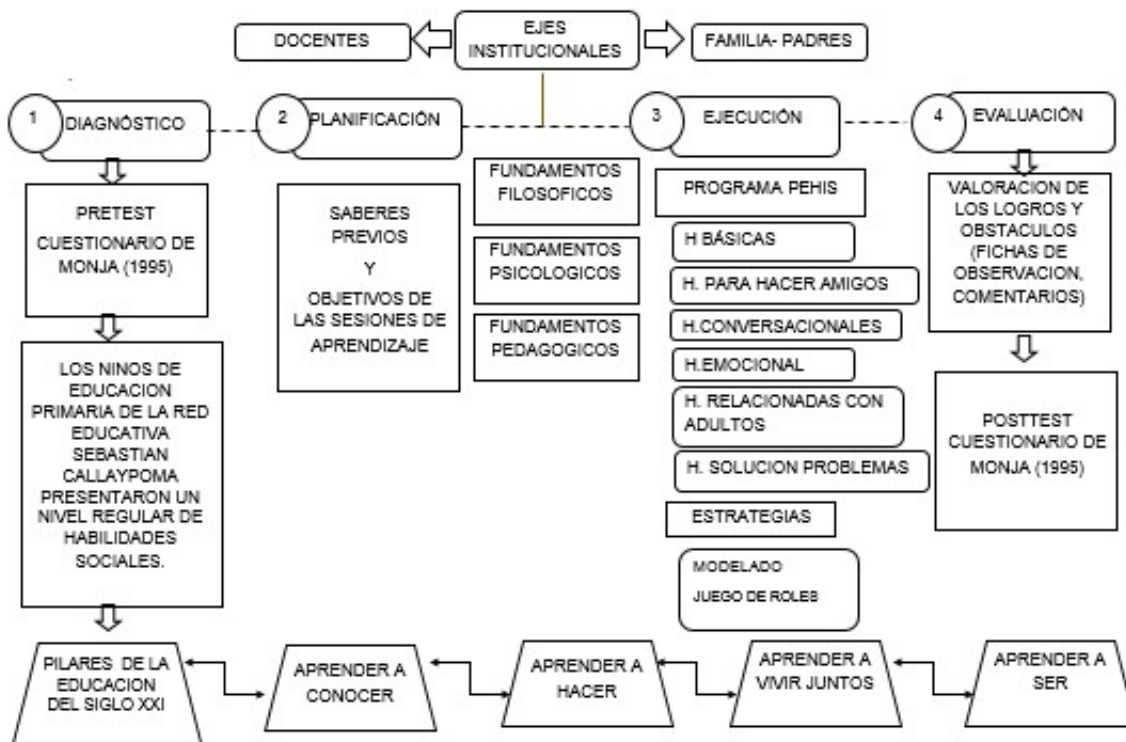 EJES
INSTITUCIONALES
DOCENTES
FAMILIA- PADRES
1
DIAGNÓSTICO
2
PLANIFICACIÓN
3
EJECUCIÓN
4
EVALUACIÓN
PRETEST
CUESTIONARIO DE
MONJA (1995)
LOS NINOS DE
EDUCACION
PRIMARIA DE LA RED
EDUCATIVA
SEBASTIAN
CALLAYPOMA
PRESENTARON UN
NIVEL REGULAR DE
HABILIDADES
SOCIALES.
SABERES
PREVIOS
Y
OBJETIVOS DE
LAS SESIONES DE
APRENDIZAJE
FUNDAMENTOS
FILOSOFICOS
FUNDAMENTOS
PSICOLOGICOS
FUNDAMENTOS
PEDAGOGICOS
PROGRAMA PEHIS
H BÁSICAS
H. PARA HACER AMIGOS
H.CONVERSACIONALES
H.EMOCIONAL
H. RELACIONADAS CON
ADULTOS
H. SOLUCION PROBLEMAS
ESTRATEGIAS
MODELADO
JUEGO DE ROLES
VALORACION DE
LOS LOGROS Y
OBSTACULOS
(FICHAS DE
OBSERVACION,
COMENTARIOS)
POSTTEST
CUESTIONARIO DE
MONJA (1995)
PILARES DE LA
EDUCACION
DEL SIGLO XXI
APRENDER A
CONOCER
APRENDER A
HACER
APRENDER A
VIVIR JUNTOS
APRENDER A
SER